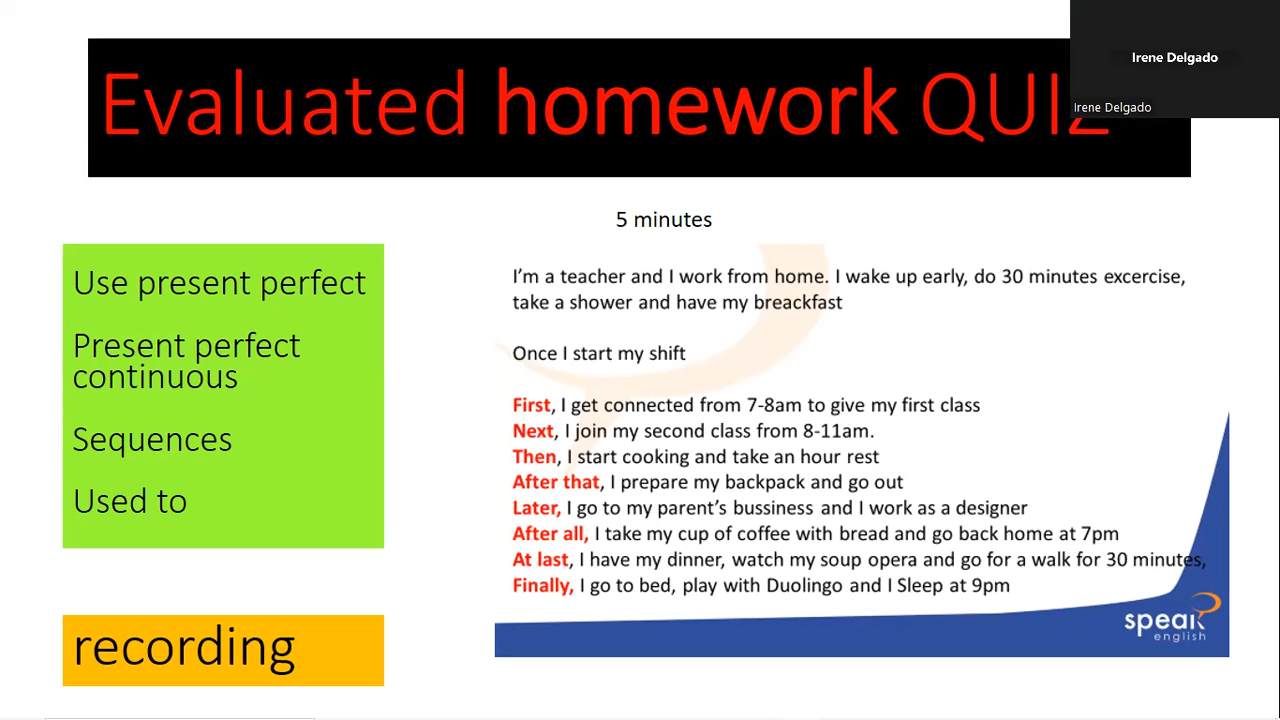 Evaluated homework QUIZ
Irene Delgado
Irene Delgado
5 minutes
Use present perfect
Present perfect
continuous
Sequences
Used to
recording
I'm a teacher and I work from home. I wake up early, do 30 minutes excercise,
take a shower and have my breackfast
Once I start my shift
First, I get connected from 7-8am to give my first class
Next, I join my second class from 8-11am.
Then, I start cooking and take an hour rest
After that, I prepare my backpack and go out
Later, I go to my parent's bussiness and I work as a designer
After all, I take my cup of coffee with bread and go back home at 7pm
At last, I have my dinner, watch my soup opera and go for a walk for 30 minutes,
Finally, I go to bed, play with Duolingo and I Sleep at 9pm
speak
english